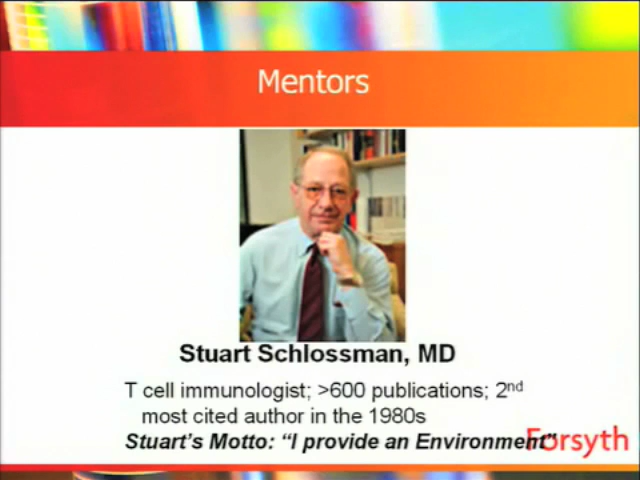 Mentors
Stuart Schlossman, MD
T cell immunologist; >600 publications; 2nd
most cited author in the 1980s
Stuart's Motto: “I provide an Environment”
Forsyth